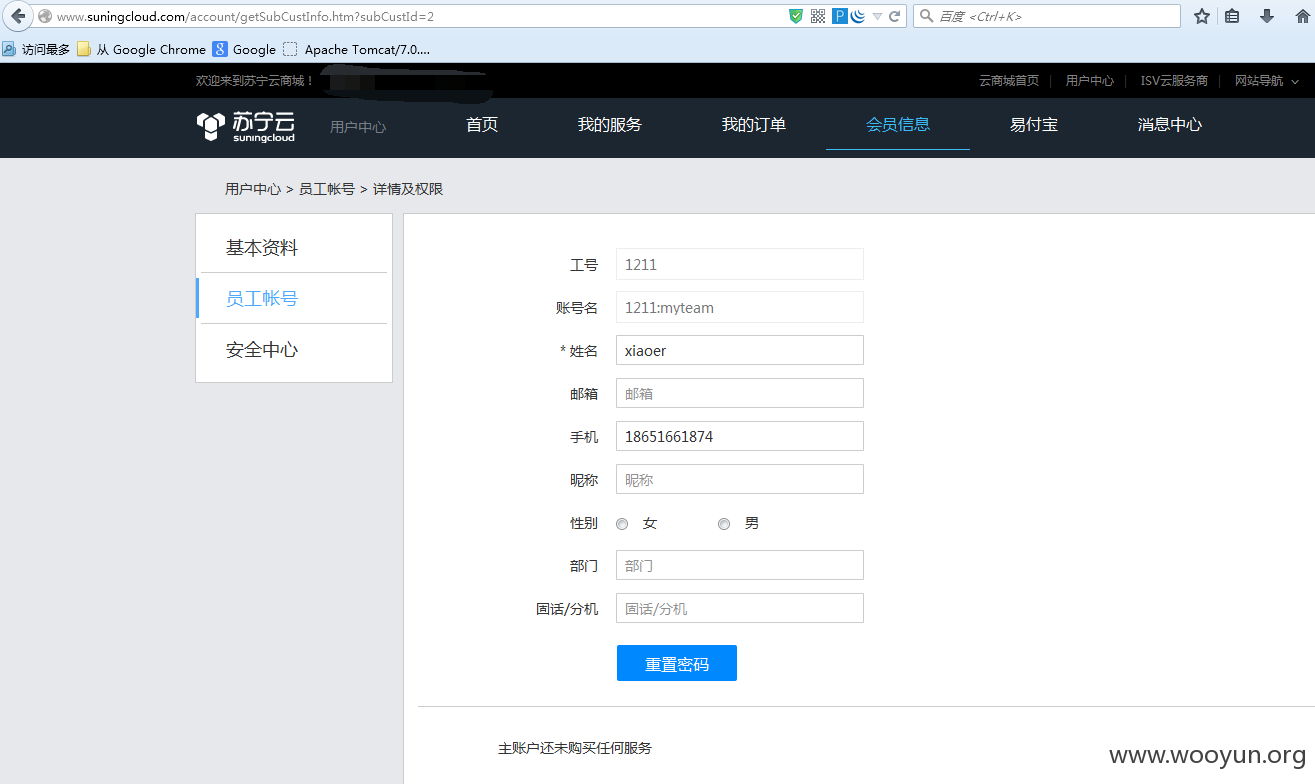 www.suningcloud.com/account/getSubCustInfo.htm?subCustId=2
百度 <Ctrl+K>
访问最多 从 Google Chrome Google Apache Tomcat/7.0....
欢迎来到苏宁云商城！ 云商城首页 用户中心 ISV云服务商 网站导航
苏宁云 suningcloud 用户中心 首页 我的服务 我的订单 会员信息 易付宝 消息中心
用户中心 > 员工帐号 > 详情及权限
基本资料
员工帐号
安全中心
工号 1211
账号名 1211:myteam
* 姓名 xiaoer
邮箱 邮箱
手机 18651661874
昵称 昵称
性别 女 男
部门 部门
固话/分机 固话/分机
重置密码
主账户还未购买任何服务
www.wooyun.org